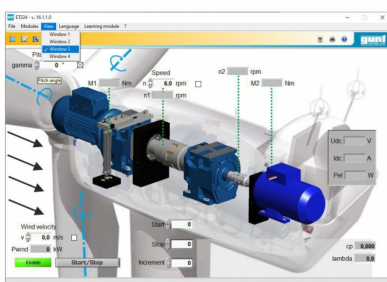 ET224 - v. 16.1.1.0
File Modules View Language Learning module ?
Window 1
Window 2
✓ Window 3
Window 4
gunt
Pitc
gamma 0 °
Pitch angle
M1 Nm
Speed
n 6,0 rpm
n1 rpm
n2 rpm
M2 Nm
Udc V
Idc A
Pel W
Wind velocity
v 0,0 m/s
Pwind 0 kW
Enable Start/Stop
Start 0
Stop 0
Increment 0
cp 0,000
lambda 0,0